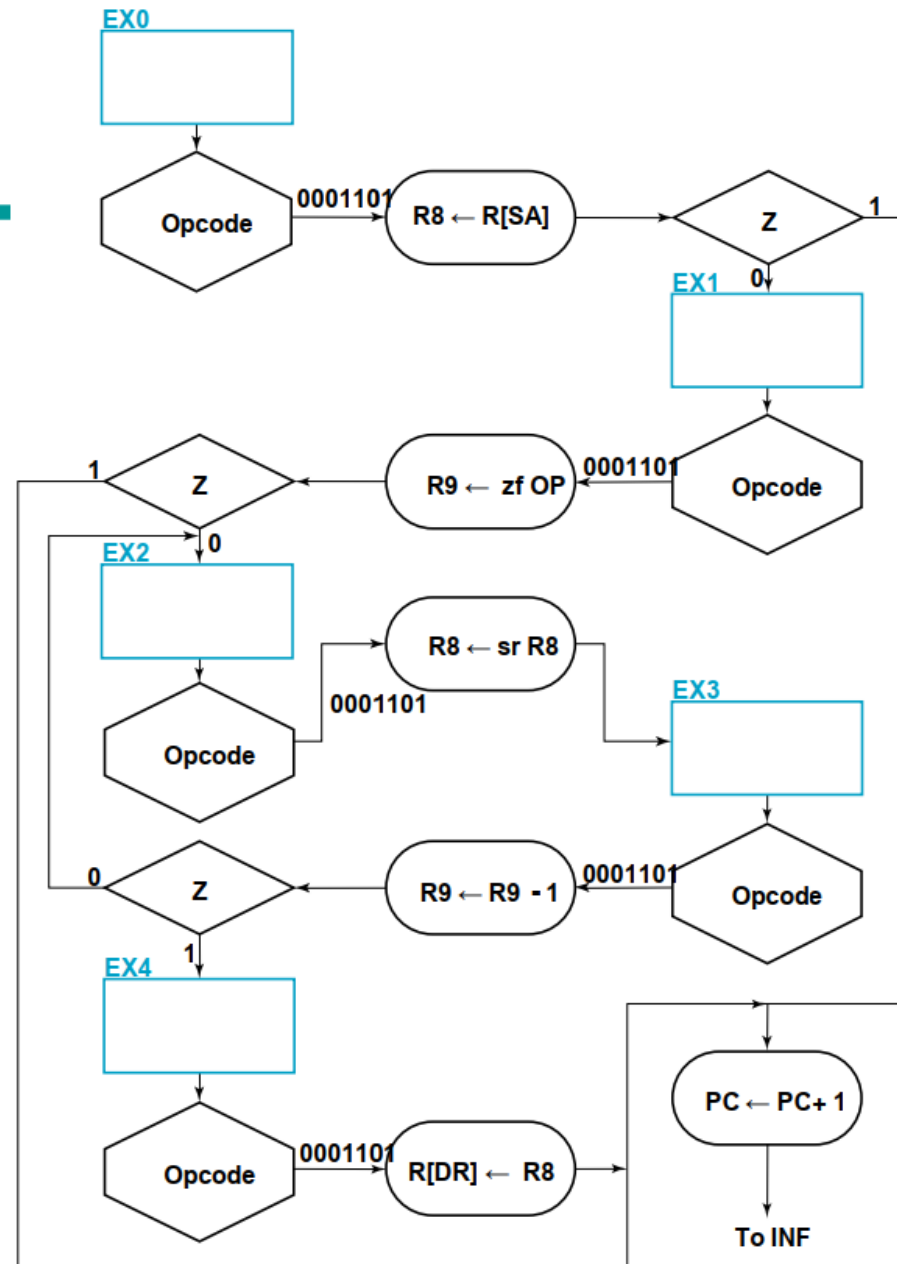 EX0
Opcode
0001101
R8 ← R[SA]
Z
1
0
EX1
Opcode
0001101
R9 ← zf OP
Z
1
0
EX2
Opcode
0001101
R8 ← sr R8
EX3
Opcode
0001101
R9 ← R9 - 1
Z
0
1
EX4
Opcode
0001101
R[DR] ← R8
PC ← PC+ 1
To INF